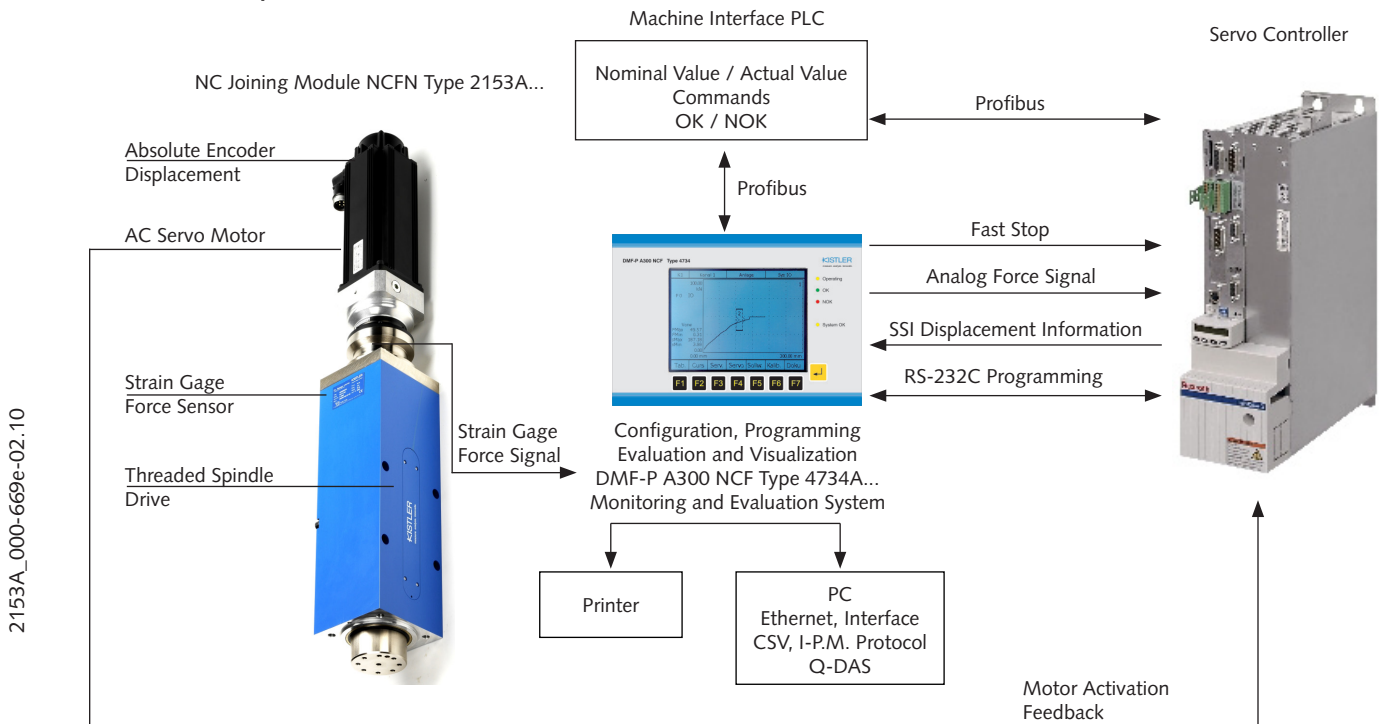 Machine Interface PLC
Nominal Value / Actual Value
Commands
OK / NOK
Servo Controller
NC Joining Module NCFN Type 2153A...
Absolute Encoder
Displacement
AC Servo Motor
Strain Gage
Force Sensor
Threaded Spindle
Drive
KISTLER
Strain Gage
Force Signal
Profibus
Profibus
Fast Stop
Analog Force Signal
SSI Displacement Information
RS-232C Programming
DMF-P A300 NCF Type 4734
KISTLER
Operating
OK
NOK
System OK
F1 F2 F3 F4 F5 F6 F7
Configuration, Programming
Evaluation and Visualization
DMF-P A300 NCF Type 4734A...
Monitoring and Evaluation System
Printer
PC
Ethernet, Interface
CSV, I-P.M. Protocol
Q-DAS
Motor Activation
Feedback
2153A_000-669e-02.10